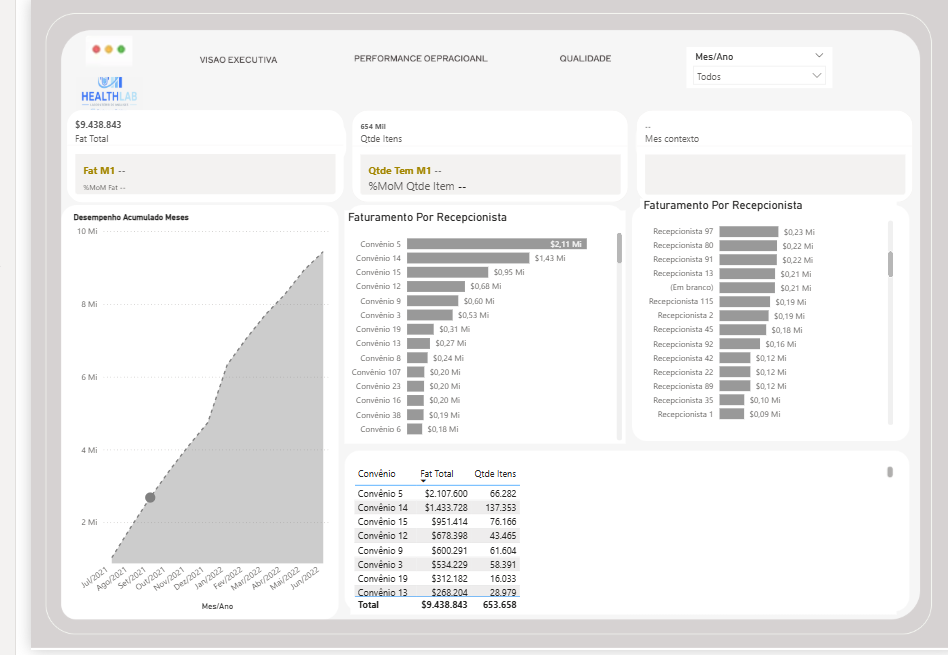 VISAO EXECUTIVA
PERFORMANCE OEPRACIOANL
QUALIDADE
Mes/Ano
Todos
HEALTHLAB
$9.438.843
Fat Total
Fat M1 --
%MoM Fat --
654 Mil
Qtde Itens
Qtde Tem M1 --
%MoM Qtde Item --
--
Mes contexto
Desempenho Acumulado Meses
10 Mi
8 Mi
6 Mi
4 Mi
2 Mi
Jul/2021
Ago/2021
Set/2021
Out/2021
Nov/2021
Dez/2021
Jan/2022
Fev/2022
Mar/2022
Abr/2022
Mai/2022
Jun/2022
Mes/Ano
Faturamento Por Recepcionista
Convênio 5 $2,11 Mi
Convênio 14 $1,43 Mi
Convênio 15 $0,95 Mi
Convênio 12 $0,68 Mi
Convênio 9 $0,60 Mi
Convênio 3 $0,53 Mi
Convênio 19 $0,31 Mi
Convênio 13 $0,27 Mi
Convênio 8 $0,24 Mi
Convênio 107 $0,20 Mi
Convênio 23 $0,20 Mi
Convênio 16 $0,20 Mi
Convênio 38 $0,19 Mi
Convênio 6 $0,18 Mi
Faturamento Por Recepcionista
Recepcionista 97 $0,23 Mi
Recepcionista 80 $0,22 Mi
Recepcionista 91 $0,22 Mi
Recepcionista 13 $0,21 Mi
(Em branco) $0,21 Mi
Recepcionista 115 $0,19 Mi
Recepcionista 2 $0,19 Mi
Recepcionista 45 $0,18 Mi
Recepcionista 92 $0,16 Mi
Recepcionista 42 $0,12 Mi
Recepcionista 22 $0,12 Mi
Recepcionista 89 $0,12 Mi
Recepcionista 35 $0,10 Mi
Recepcionista 1 $0,09 Mi
Convênio Fat Total Qtde Itens
Convênio 5 $2.107.600 66.282
Convênio 14 $1.433.728 137.353
Convênio 15 $951.414 76.166
Convênio 12 $678.398 43.465
Convênio 9 $600.291 61.604
Convênio 3 $534.229 58.391
Convênio 19 $312.182 16.033
Convênio 13 $268.204 28.979
Total $9.438.843 653.658